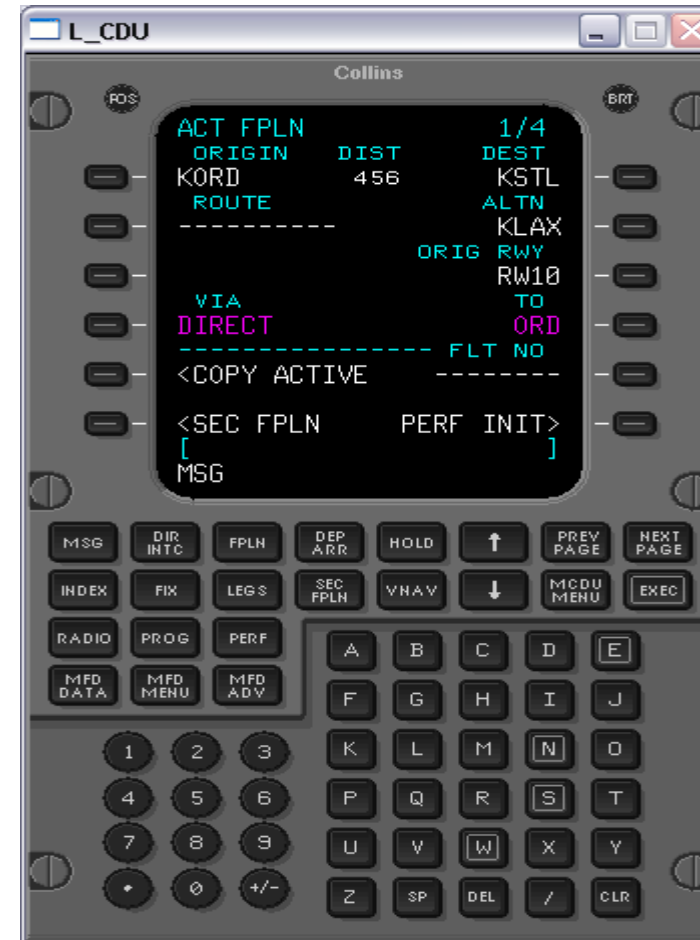 L_CDU
Collins
POS
BRT
ACT FPLN 1/4
ORIGIN DIST DEST
KORD 456 KSTL
ROUTE ALTN
---------- KLAX
ORIG RWY
RW10
VIA TO
DIRECT ORD
---------------- FLT NO
<COPY ACTIVE --------
<SEC FPLN PERF INIT>
[ ]
MSG
MSG DIR INTC FPLN DEP ARR HOLD ↑ PREV PAGE NEXT PAGE
INDEX FIX LEGS SEC FPLN VNAV ↓ MCDU MENU EXEC
RADIO PROG PERF
MFD DATA MFD MENU MFD ADV
A B C D E
F G H I J
1 2 3 K L M N O
4 5 6 P Q R S T
7 8 9 U V W X Y
• 0 +/- Z SP DEL / CLR